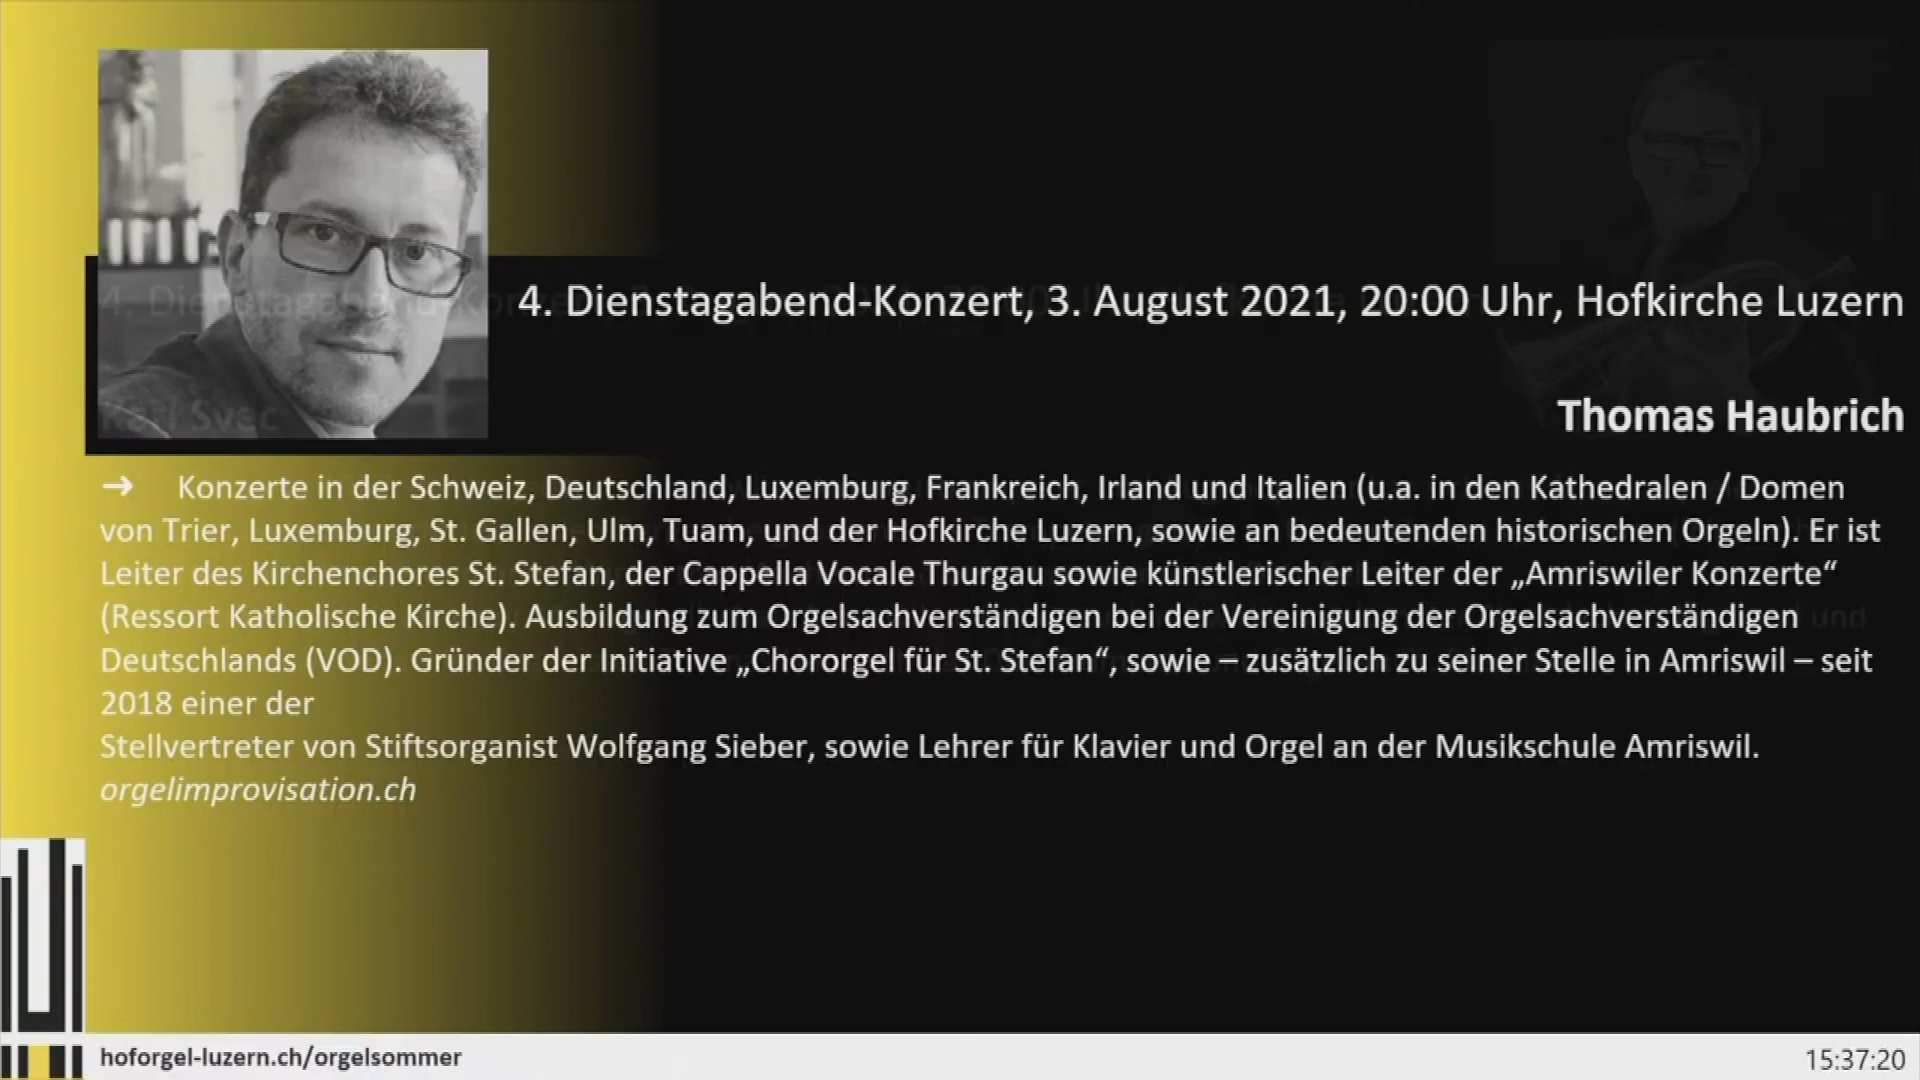 4. Dienstagabend-Konzert, 3. August 2021, 20:00 Uhr, Hofkirche Luzern
Karl Svec
Thomas Haubrich
→ Konzerte in der Schweiz, Deutschland, Luxemburg, Frankreich, Irland und Italien (u.a. in den Kathedralen / Domen
von Trier, Luxemburg, St. Gallen, Ulm, Tuam, und der Hofkirche Luzern, sowie an bedeutenden historischen Orgeln). Er ist
Leiter des Kirchenchores St. Stefan, der Cappella Vocale Thurgau sowie künstlerischer Leiter der „Amriswiler Konzerte“
(Ressort Katholische Kirche). Ausbildung zum Orgelsachverständigen bei der Vereinigung der Orgelsachverständigen
Deutschlands (VOD). Gründer der Initiative „Chororgel für St. Stefan“, sowie – zusätzlich zu seiner Stelle in Amriswil – seit
2018 einer der
Stellvertreter von Stiftsorganist Wolfgang Sieber, sowie Lehrer für Klavier und Orgel an der Musikschule Amriswil.
orgelimprovisation.ch
hoforgel-luzern.ch/orgelsommer
15:37:20